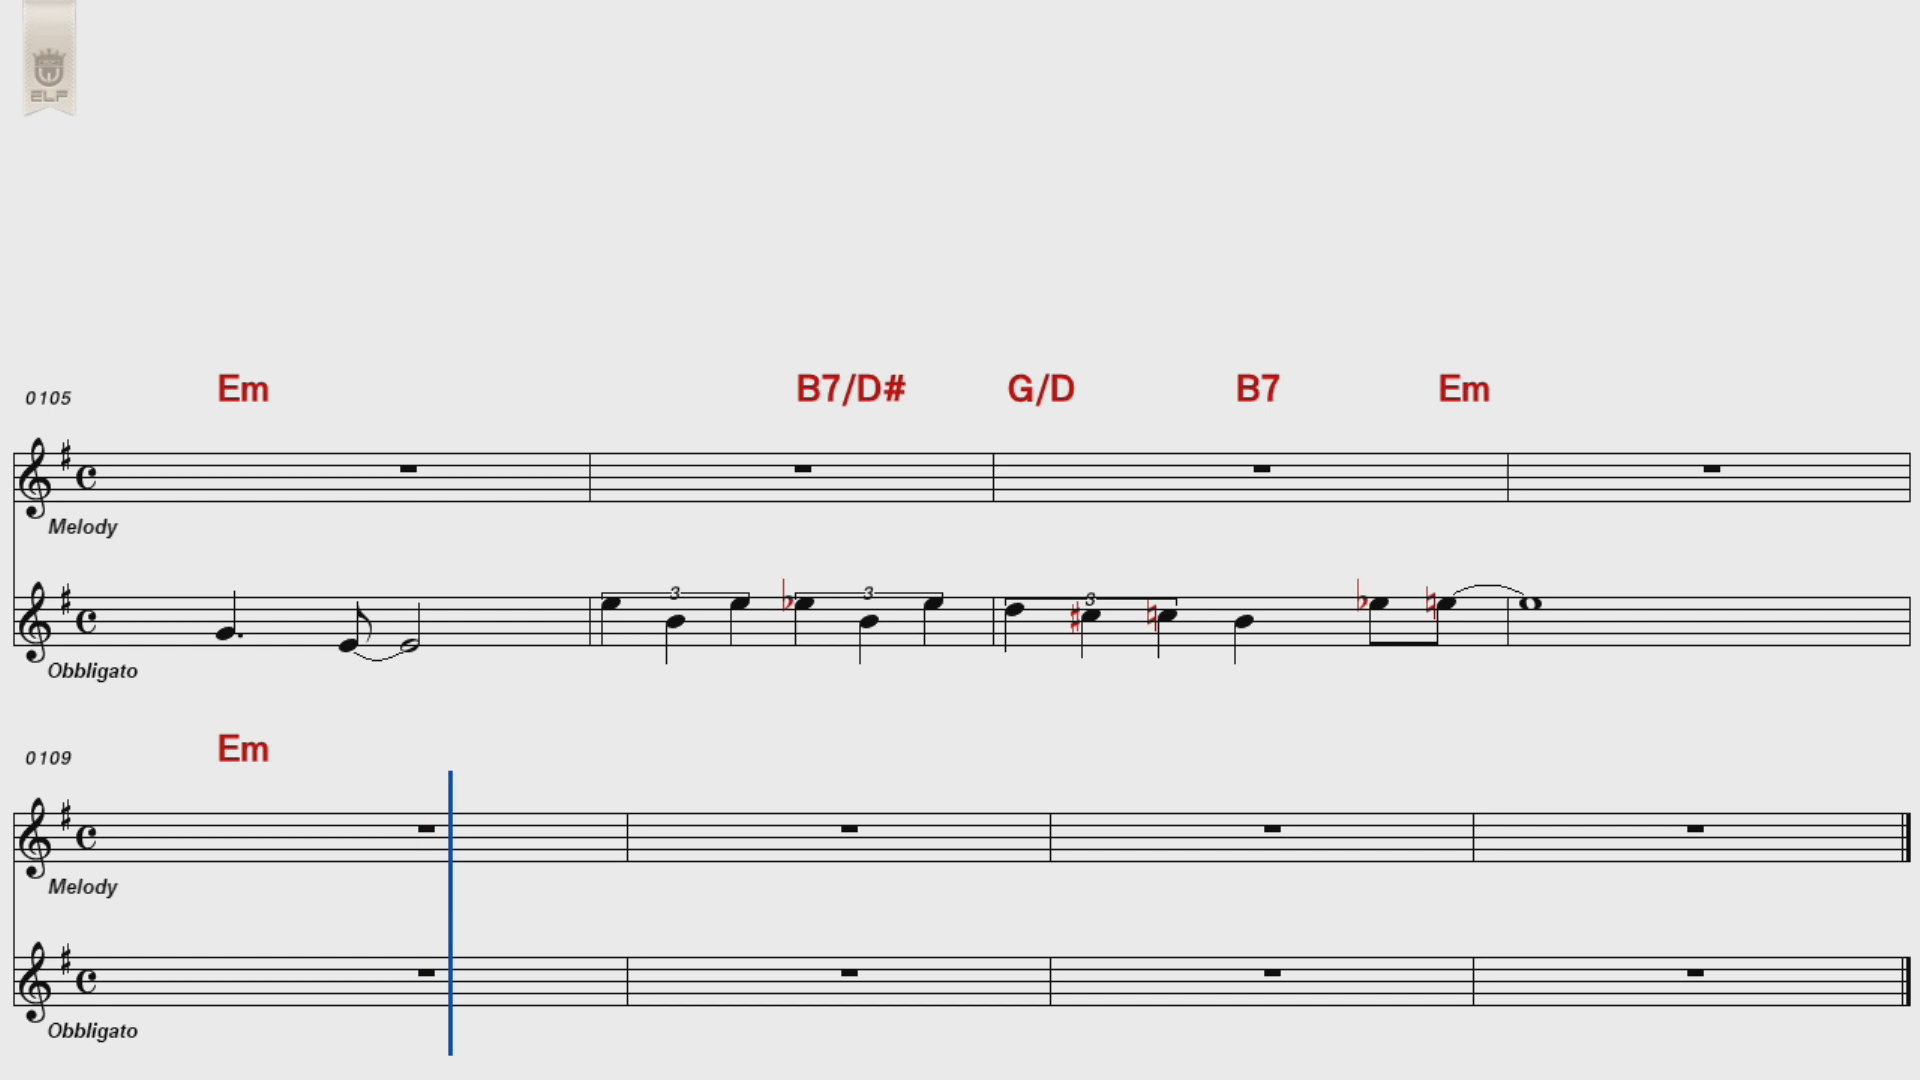 ELF
0105 Em B7/D# G/D B7 Em
Melody
3 3 3
Obbligato
0109 Em
Melody
Obbligato